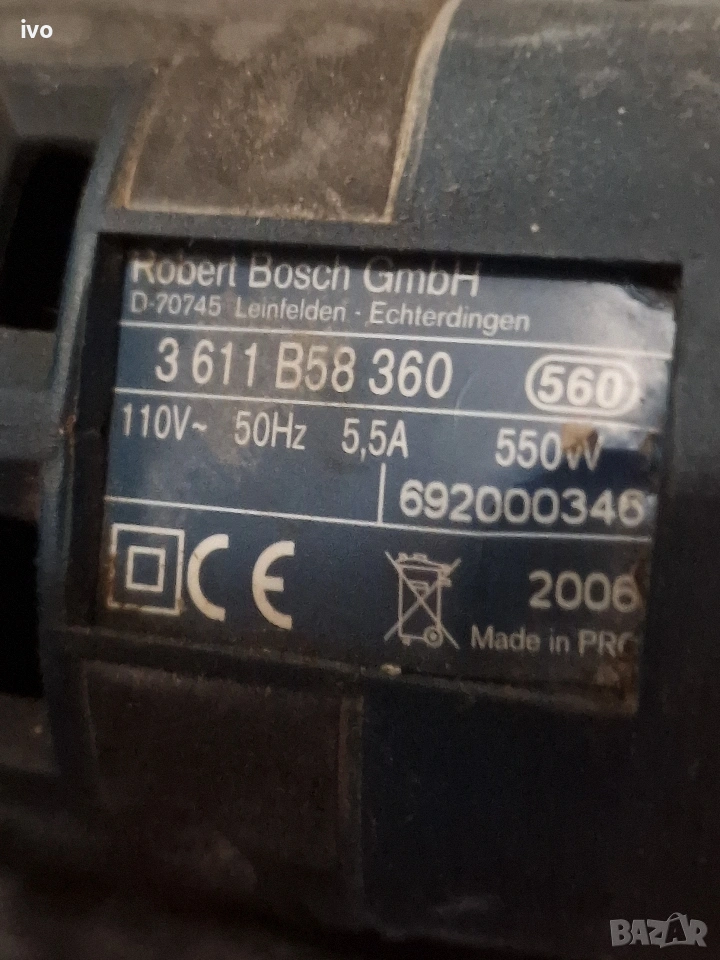 ivo
Robert Bosch GmbH
D-70745 Leinfelden - Echterdingen
3 611 B58 360 560
110V~ 50Hz 5,5A 550W
692000346
CE 2006
Made in PRC
BAZAR